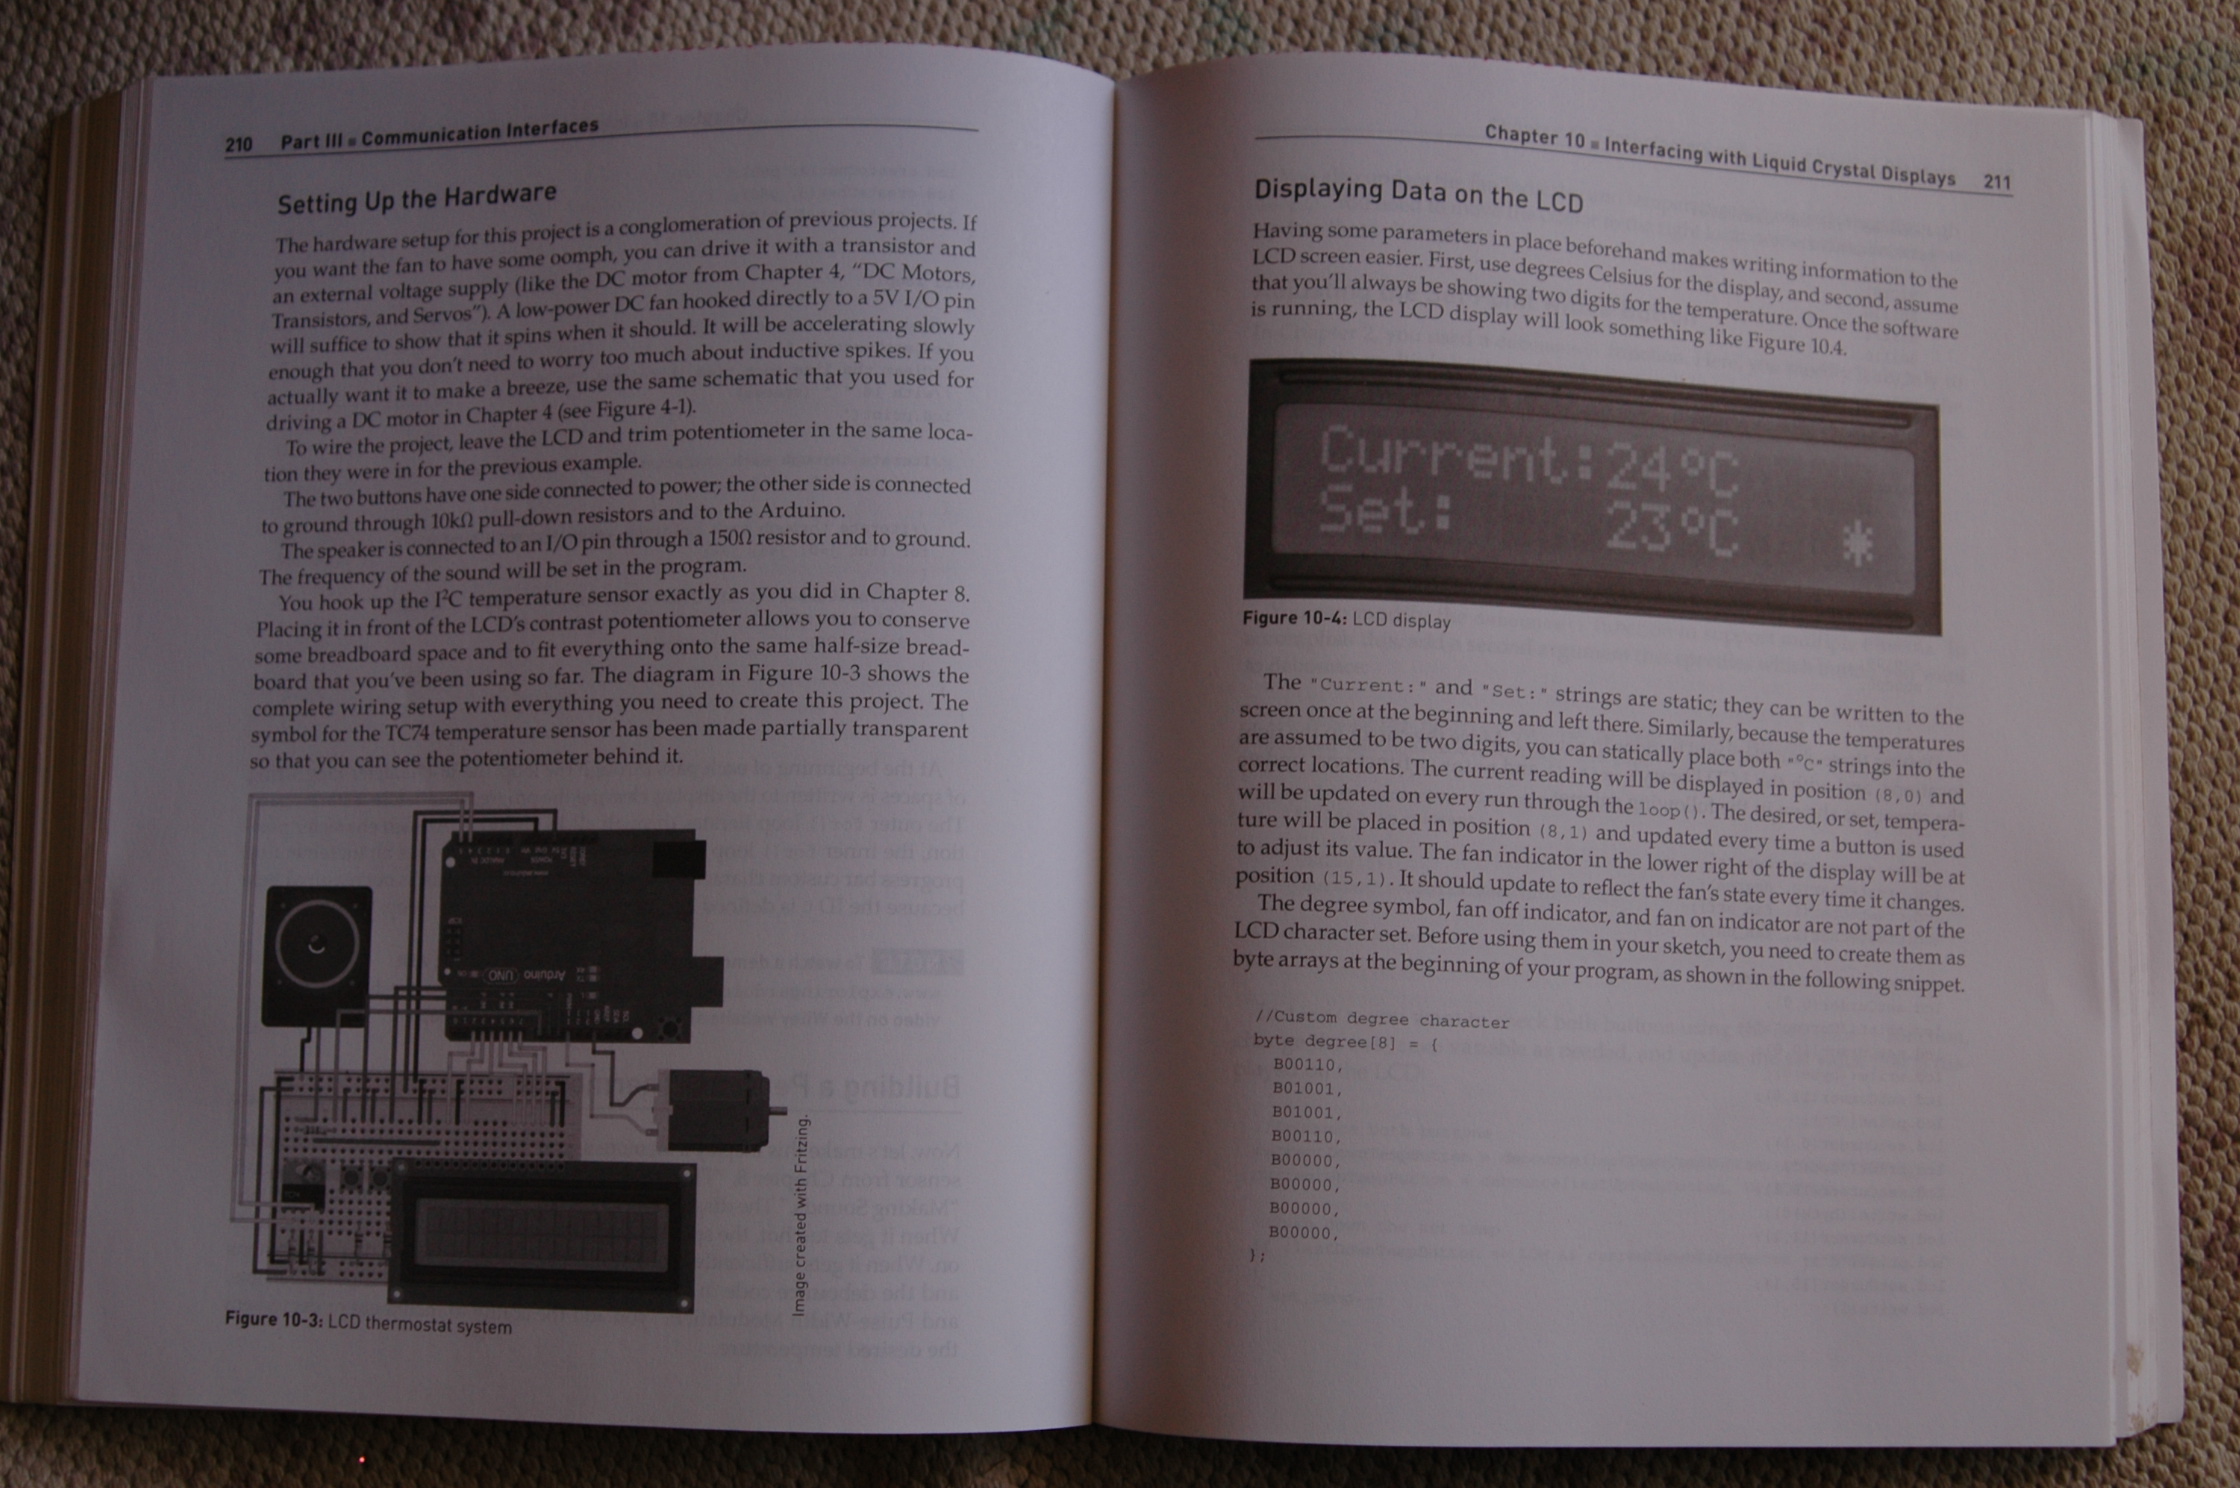 210 Part III ■ Communication Interfaces
Setting Up the Hardware
The hardware setup for this project is a conglomeration of previous projects. If
you want the fan to have some oomph, you can drive it with a transistor and
an external voltage supply (like the DC motor from Chapter 4, "DC Motors,
Transistors, and Servos"). A low-power DC fan hooked directly to a 5V I/O pin
will suffice to show that it spins when it should. It will be accelerating slowly
enough that you don't need to worry too much about inductive spikes. If you
actually want it to make a breeze, use the same schematic that you used for
driving a DC motor in Chapter 4 (see Figure 4-1).
To wire the project, leave the LCD and trim potentiometer in the same loca-
tion they were in for the previous example.
The two buttons have one side connected to power; the other side is connected
to ground through 10kΩ pull-down resistors and to the Arduino.
The speaker is connected to an I/O pin through a 150Ω resistor and to ground.
The frequency of the sound will be set in the program.
You hook up the I²C temperature sensor exactly as you did in Chapter 8.
Placing it in front of the LCD's contrast potentiometer allows you to conserve
some breadboard space and to fit everything onto the same half-size bread-
board that you've been using so far. The diagram in Figure 10-3 shows the
complete wiring setup with everything you need to create this project. The
symbol for the TC74 temperature sensor has been made partially transparent
so that you can see the potentiometer behind it.
Arduino
UNO
Image created with Fritzing.
Figure 10-3: LCD thermostat system
Chapter 10 ■ Interfacing with Liquid Crystal Displays 211
Displaying Data on the LCD
Having some parameters in place beforehand makes writing information to the
LCD screen easier. First, use degrees Celsius for the display, and second, assume
that you'll always be showing two digits for the temperature. Once the software
is running, the LCD display will look something like Figure 10.4.
Current:24°C
Set: 23°C *
Figure 10-4: LCD display
The "Current:" and "Set:" strings are static; they can be written to the
screen once at the beginning and left there. Similarly, because the temperatures
are assumed to be two digits, you can statically place both "°C" strings into the
correct locations. The current reading will be displayed in position (8,0) and
will be updated on every run through the loop(). The desired, or set, tempera-
ture will be placed in position (8,1) and updated every time a button is used
to adjust its value. The fan indicator in the lower right of the display will be at
position (15,1). It should update to reflect the fan's state every time it changes.
The degree symbol, fan off indicator, and fan on indicator are not part of the
LCD character set. Before using them in your sketch, you need to create them as
byte arrays at the beginning of your program, as shown in the following snippet.
//Custom degree character
byte degree[8] = {
B00110,
B01001,
B01001,
B00110,
B00000,
B00000,
B00000,
B00000,
};